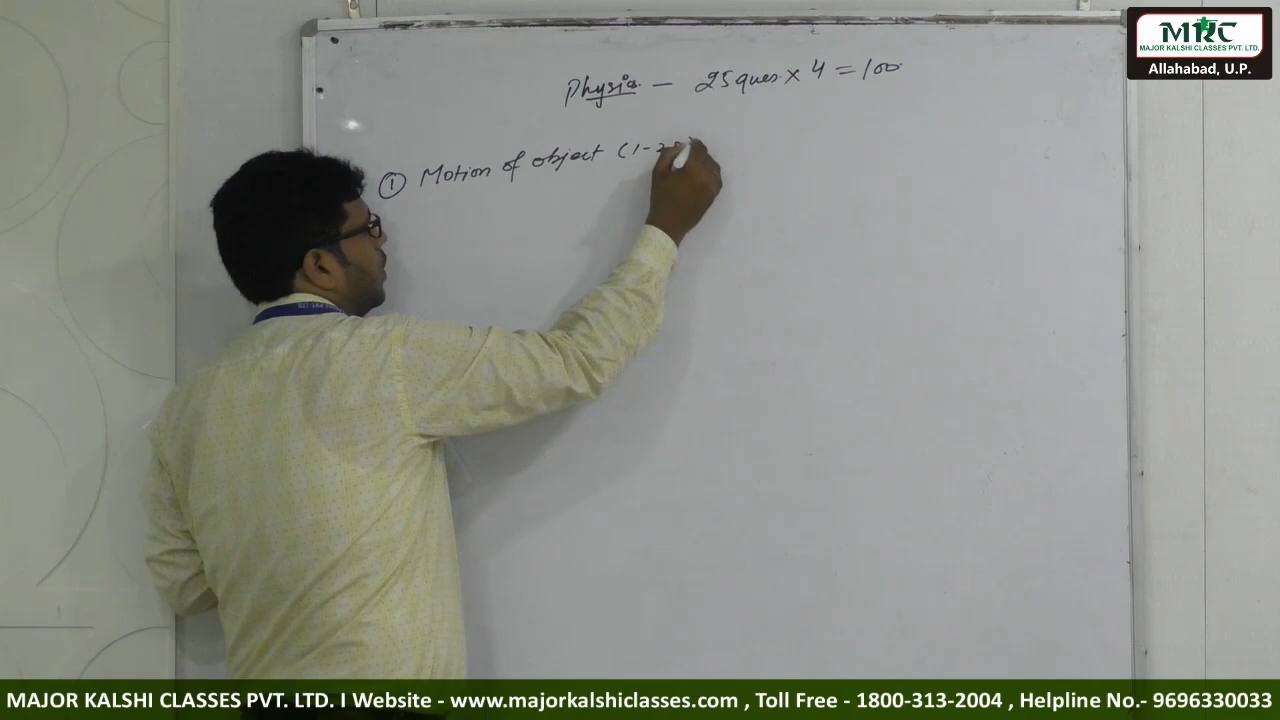 MKC
MAJOR KALSHI CLASSES PVT. LTD.
Allahabad, U.P.
Physics – 25 ques. × 4 = 100.
① Motion of object (1-2
MAJOR KALSHI CLASSES PVT. LTD. I Website - www.majorkalshiclasses.com , Toll Free - 1800-313-2004 , Helpline No.- 9696330033